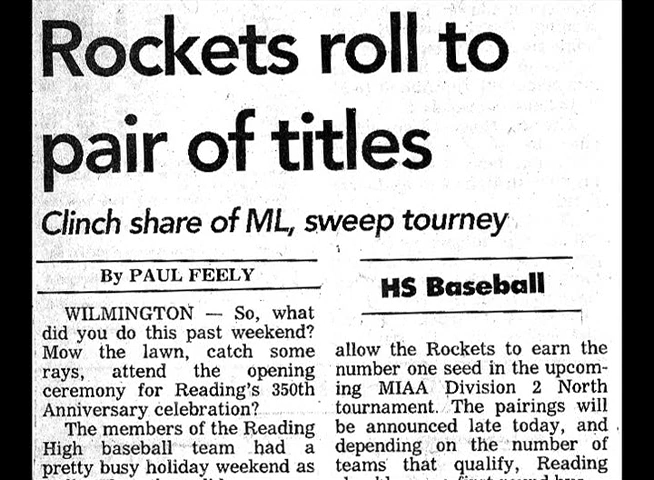 Rockets roll to
pair of titles
Clinch share of ML, sweep tourney
By PAUL FEELY
WILMINGTON — So, what
did you do this past weekend?
Mow the lawn, catch some
rays, attend the opening
ceremony for Reading's 350th
Anniversary celebration?
The members of the Reading
High baseball team had a
pretty busy holiday weekend as
HS Baseball
allow the Rockets to earn the
number one seed in the upcom-
ing MIAA Division 2 North
tournament. The pairings will
be announced late today, and
depending on the number of
teams that qualify, Reading